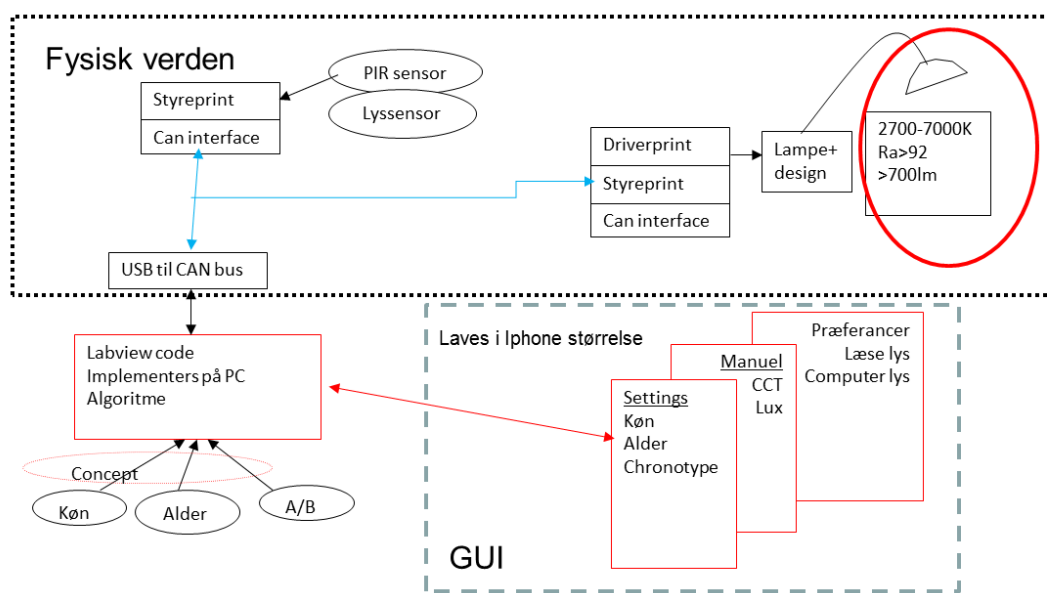 Fysisk verden
PIR sensor
Lyssensor
Styreprint
Can interface
Driverprint
Styreprint
Can interface
Lampe+
design
2700-7000K
Ra>92
>700lm
USB til CAN bus
Labview code
Implementers på PC
Algoritme
Concept
Køn
Alder
A/B
Laves i Iphone størrelse
Settings
Køn
Alder
Chronotype
Manuel
CCT
Lux
Præferancer
Læse lys
Computer lys
GUI